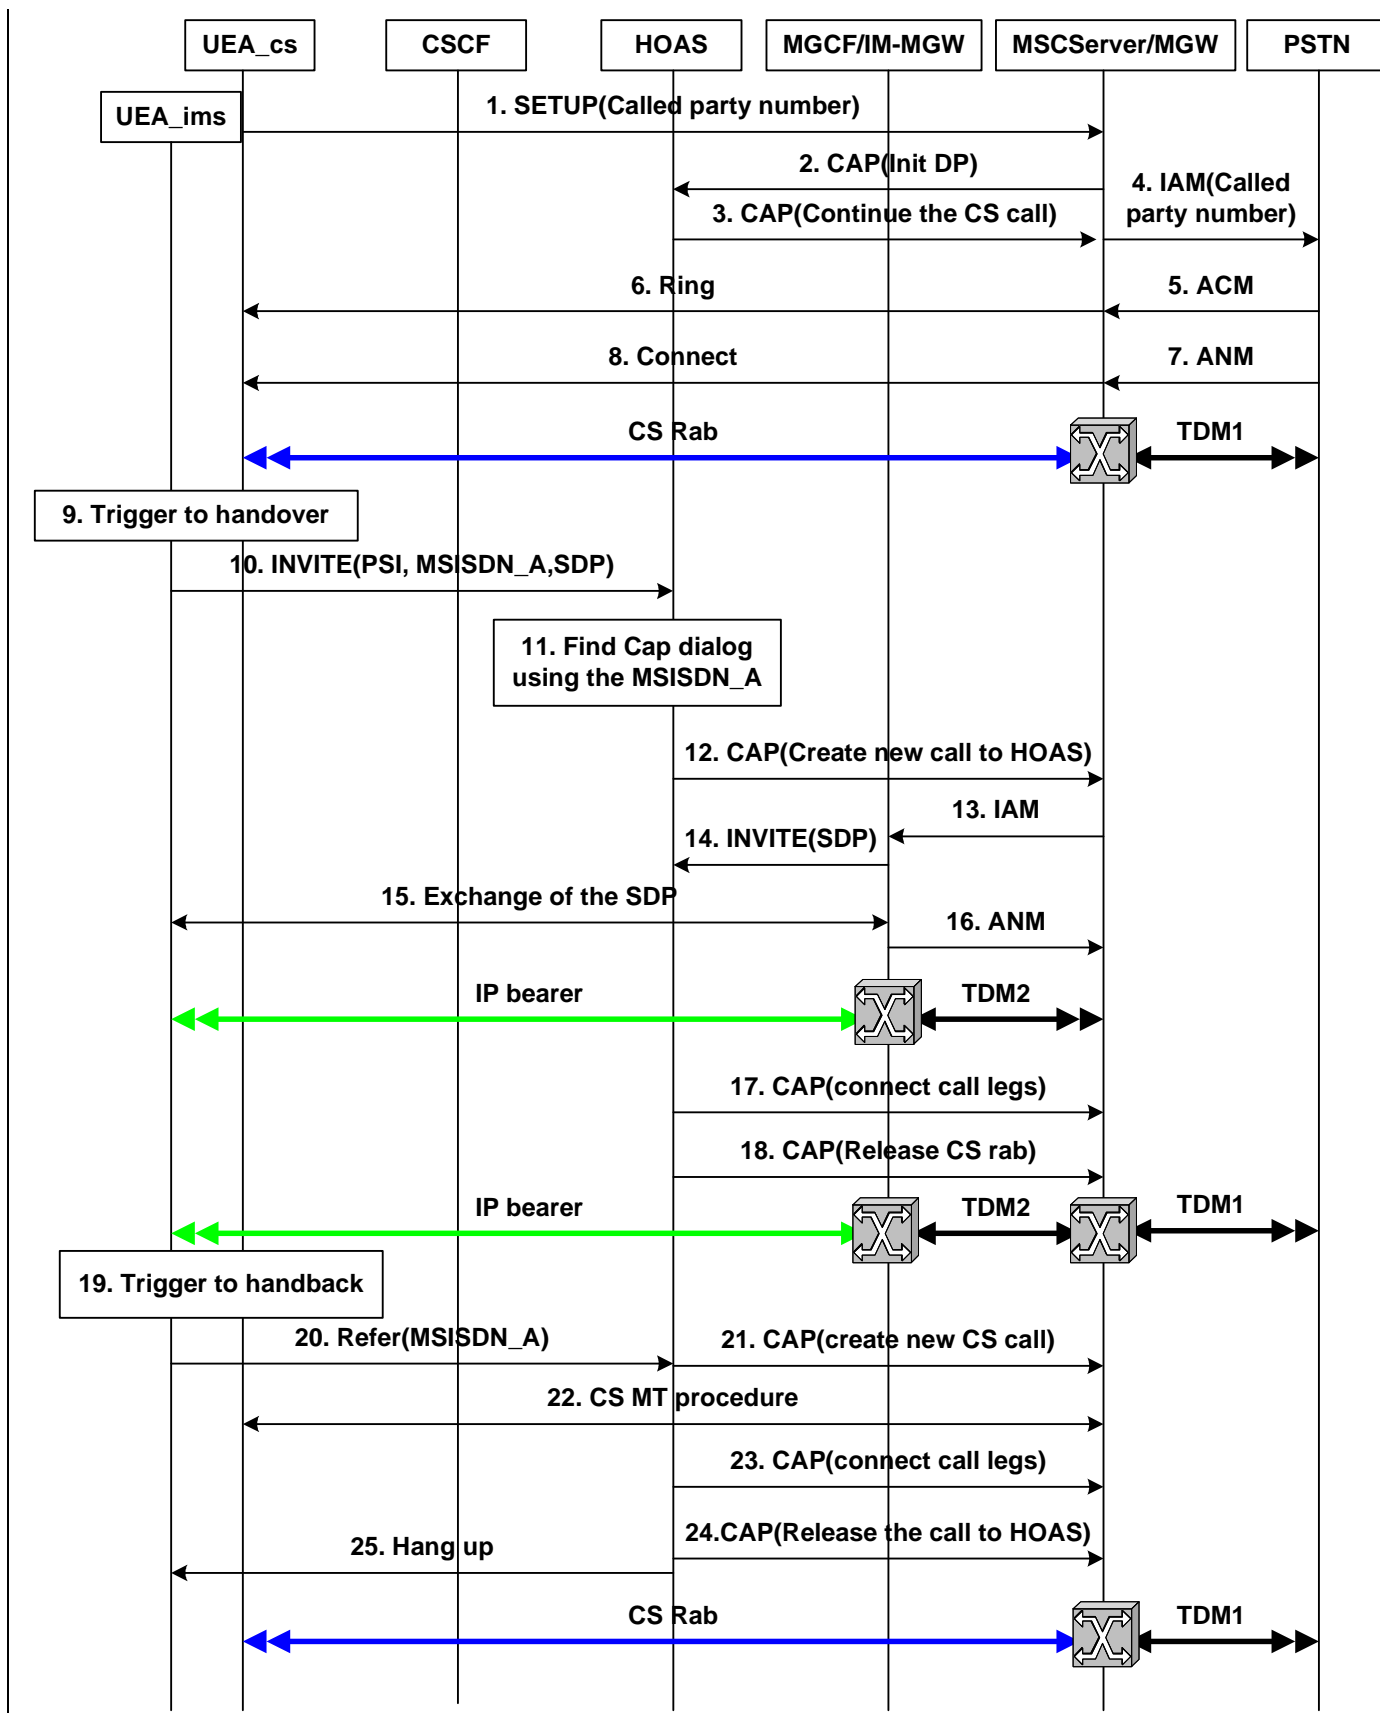 UEA_cs
CSCF
HOAS
MGCF/IM-MGW
MSCServer/MGW
PSTN
UEA_ims
1. SETUP(Called party number)
2. CAP(Init DP)
4. IAM(Called
party number)
3. CAP(Continue the CS call)
6. Ring
5. ACM
8. Connect
7. ANM
CS Rab
TDM1
9. Trigger to handover
10. INVITE(PSI, MSISDN_A,SDP)
11. Find Cap dialog
using the MSISDN_A
12. CAP(Create new call to HOAS)
13. IAM
14. INVITE(SDP)
15. Exchange of the SDP
16. ANM
IP bearer
TDM2
17. CAP(connect call legs)
18. CAP(Release CS rab)
IP bearer
TDM2
TDM1
19. Trigger to handback
20. Refer(MSISDN_A)
21. CAP(create new CS call)
22. CS MT procedure
23. CAP(connect call legs)
24.CAP(Release the call to HOAS)
25. Hang up
CS Rab
TDM1